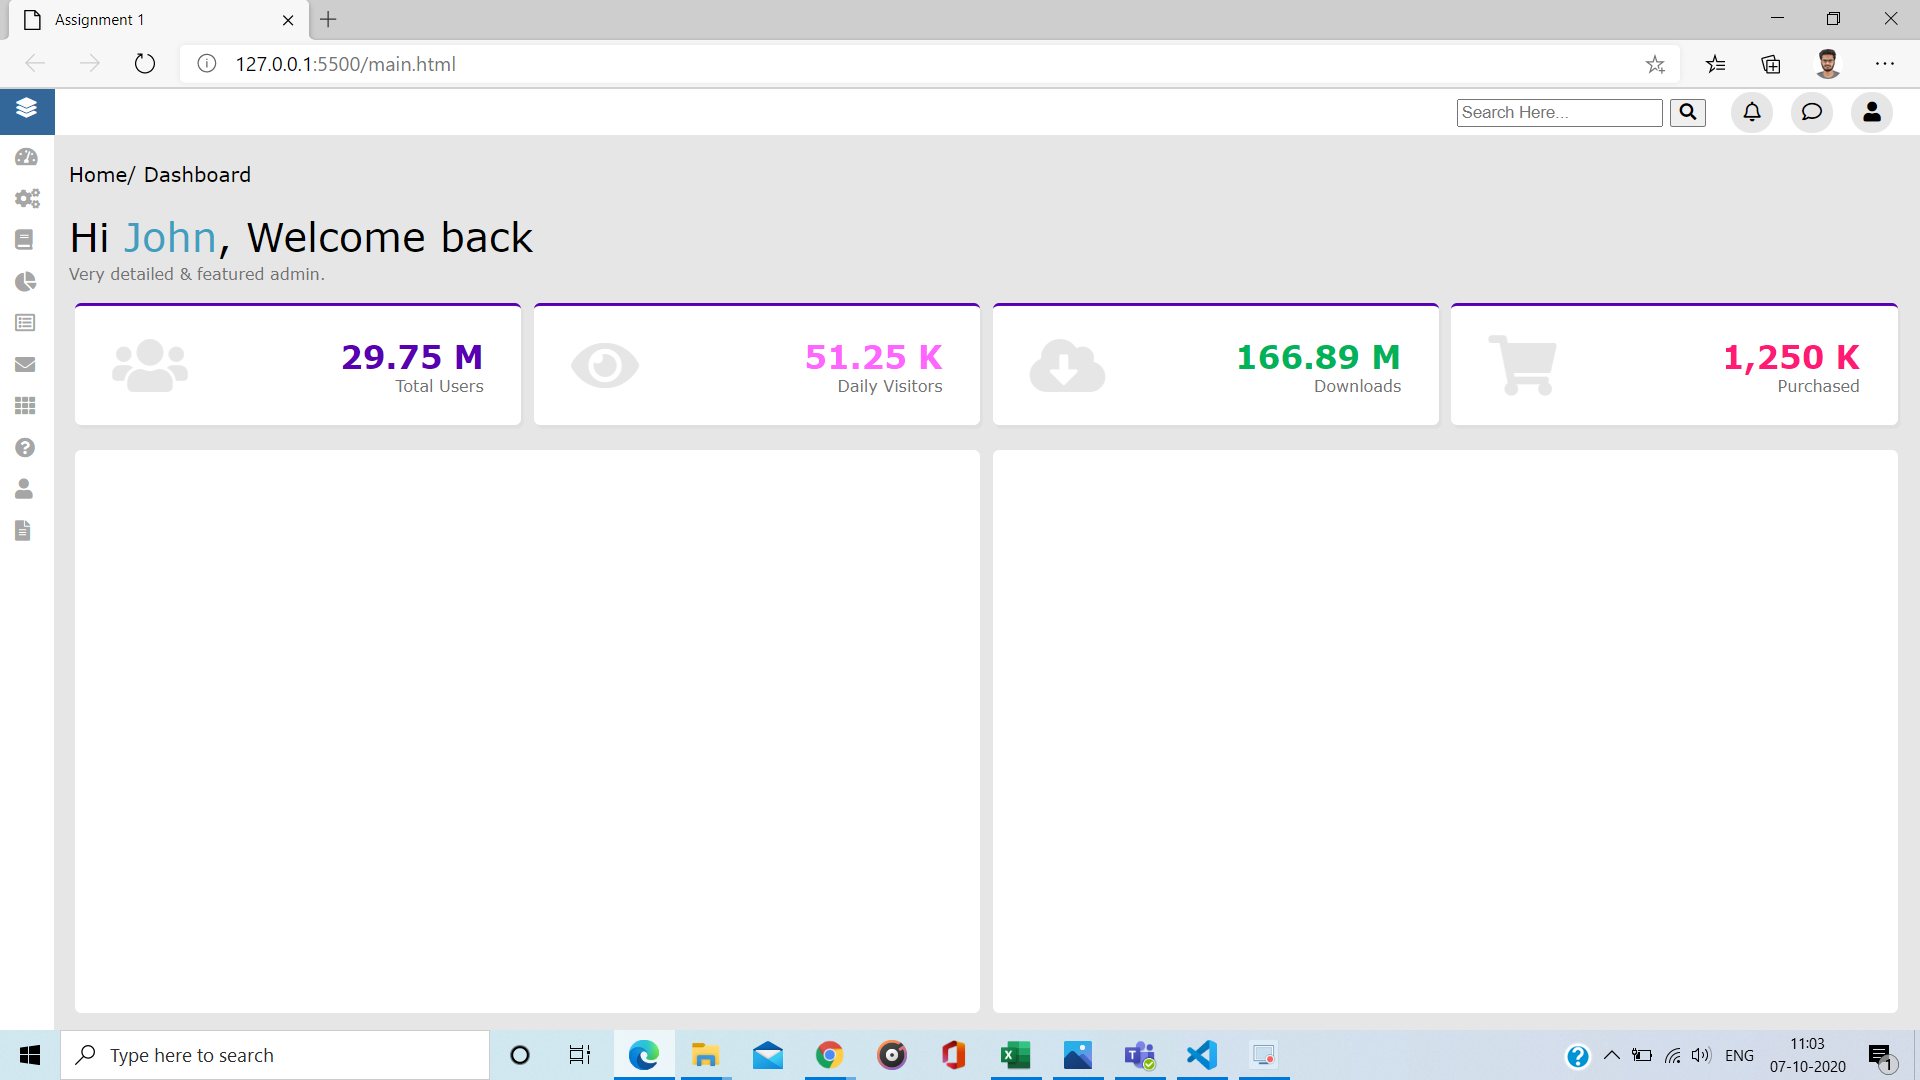 Assignment 1
127.0.0.1:5500/main.html
Search Here...
Home/ Dashboard
Hi John, Welcome back
Very detailed & featured admin.
29.75 M
Total Users
51.25 K
Daily Visitors
166.89 M
Downloads
1,250 K
Purchased
Type here to search
ENG
11:03
07-10-2020
1